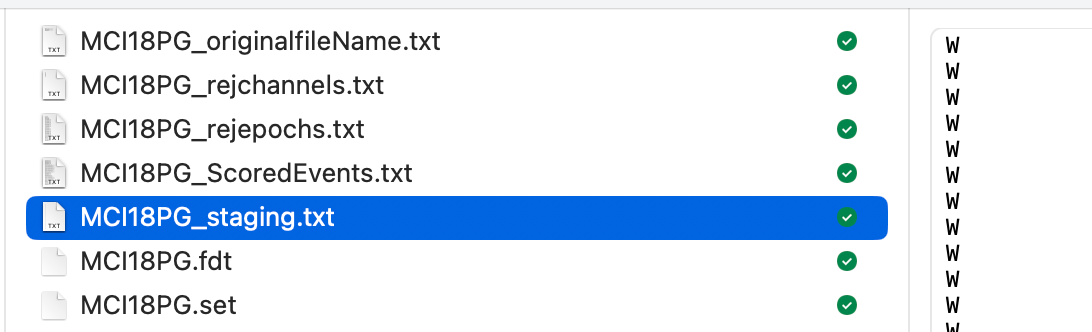 MCI18PG_originalfileName.txt
MCI18PG_rejchannels.txt
MCI18PG_rejepochs.txt
MCI18PG_ScoredEvents.txt
MCI18PG_staging.txt
MCI18PG.fdt
MCI18PG.set
W
W
W
W
W
W
W
W
W
W
W
W